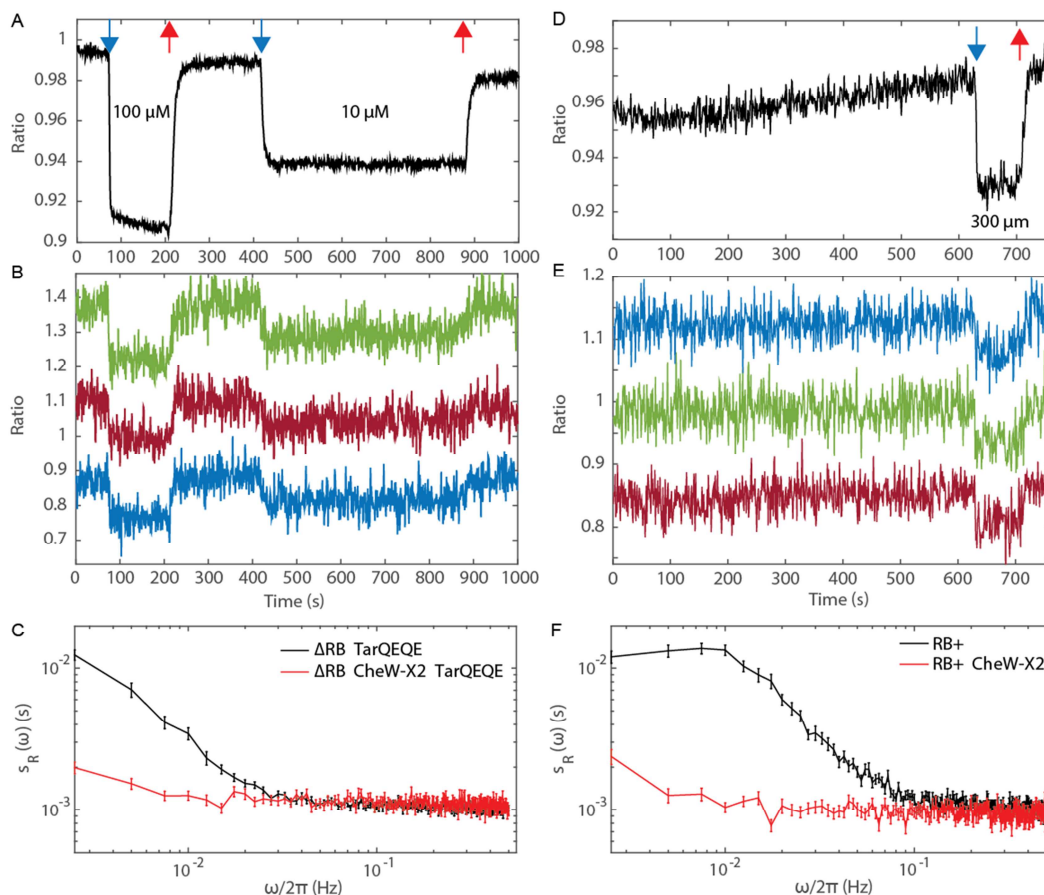 A
1
0.98
0.96
0.94
0.92
0.9
Ratio
100 µM
10 µM
0 100 200 300 400 500 600 700 800 900 1000
D
0.98
0.96
0.94
0.92
Ratio
300 µm
0 100 200 300 400 500 600 700
B
1.4
1.3
1.2
1.1
1
0.9
0.8
0.7
Ratio
0 100 200 300 400 500 600 700 800 900 1000
Time (s)
E
1.2
1.1
1
0.9
0.8
Ratio
0 100 200 300 400 500 600 700
Time (s)
C
ΔRB TarQEQE
ΔRB CheW-X2 TarQEQE
10⁻²
10⁻³
s_R(ω) (s)
10⁻² 10⁻¹
ω/2π (Hz)
F
RB+
RB+ CheW-X2
10⁻²
10⁻³
s_R(ω) (s)
10⁻² 10⁻¹
ω/2π (Hz)